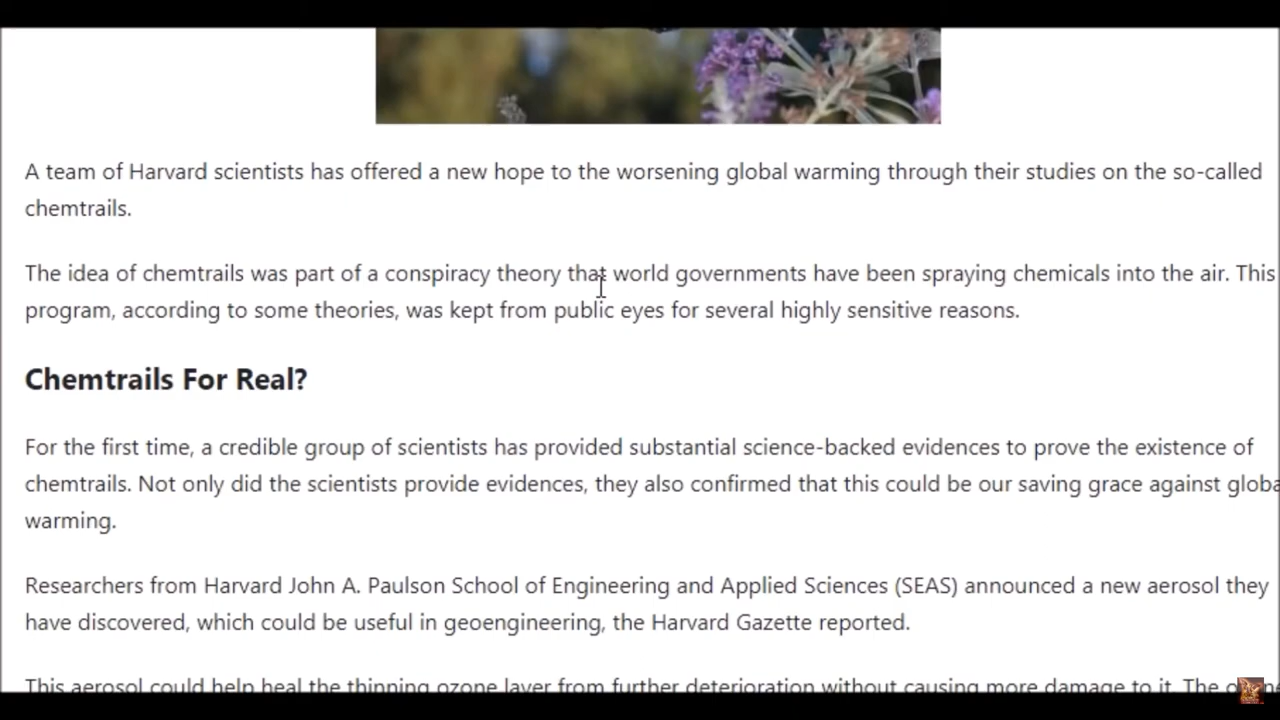 A team of Harvard scientists has offered a new hope to the worsening global warming through their studies on the so-called
chemtrails.
The idea of chemtrails was part of a conspiracy theory that world governments have been spraying chemicals into the air. This
program, according to some theories, was kept from public eyes for several highly sensitive reasons.
Chemtrails For Real?
For the first time, a credible group of scientists has provided substantial science-backed evidences to prove the existence of
chemtrails. Not only did the scientists provide evidences, they also confirmed that this could be our saving grace against globa
warming.
Researchers from Harvard John A. Paulson School of Engineering and Applied Sciences (SEAS) announced a new aerosol they
have discovered, which could be useful in geoengineering, the Harvard Gazette reported.
This aerosol could help heal the thinning ozone layer from further deterioration without causing more damage to it. The